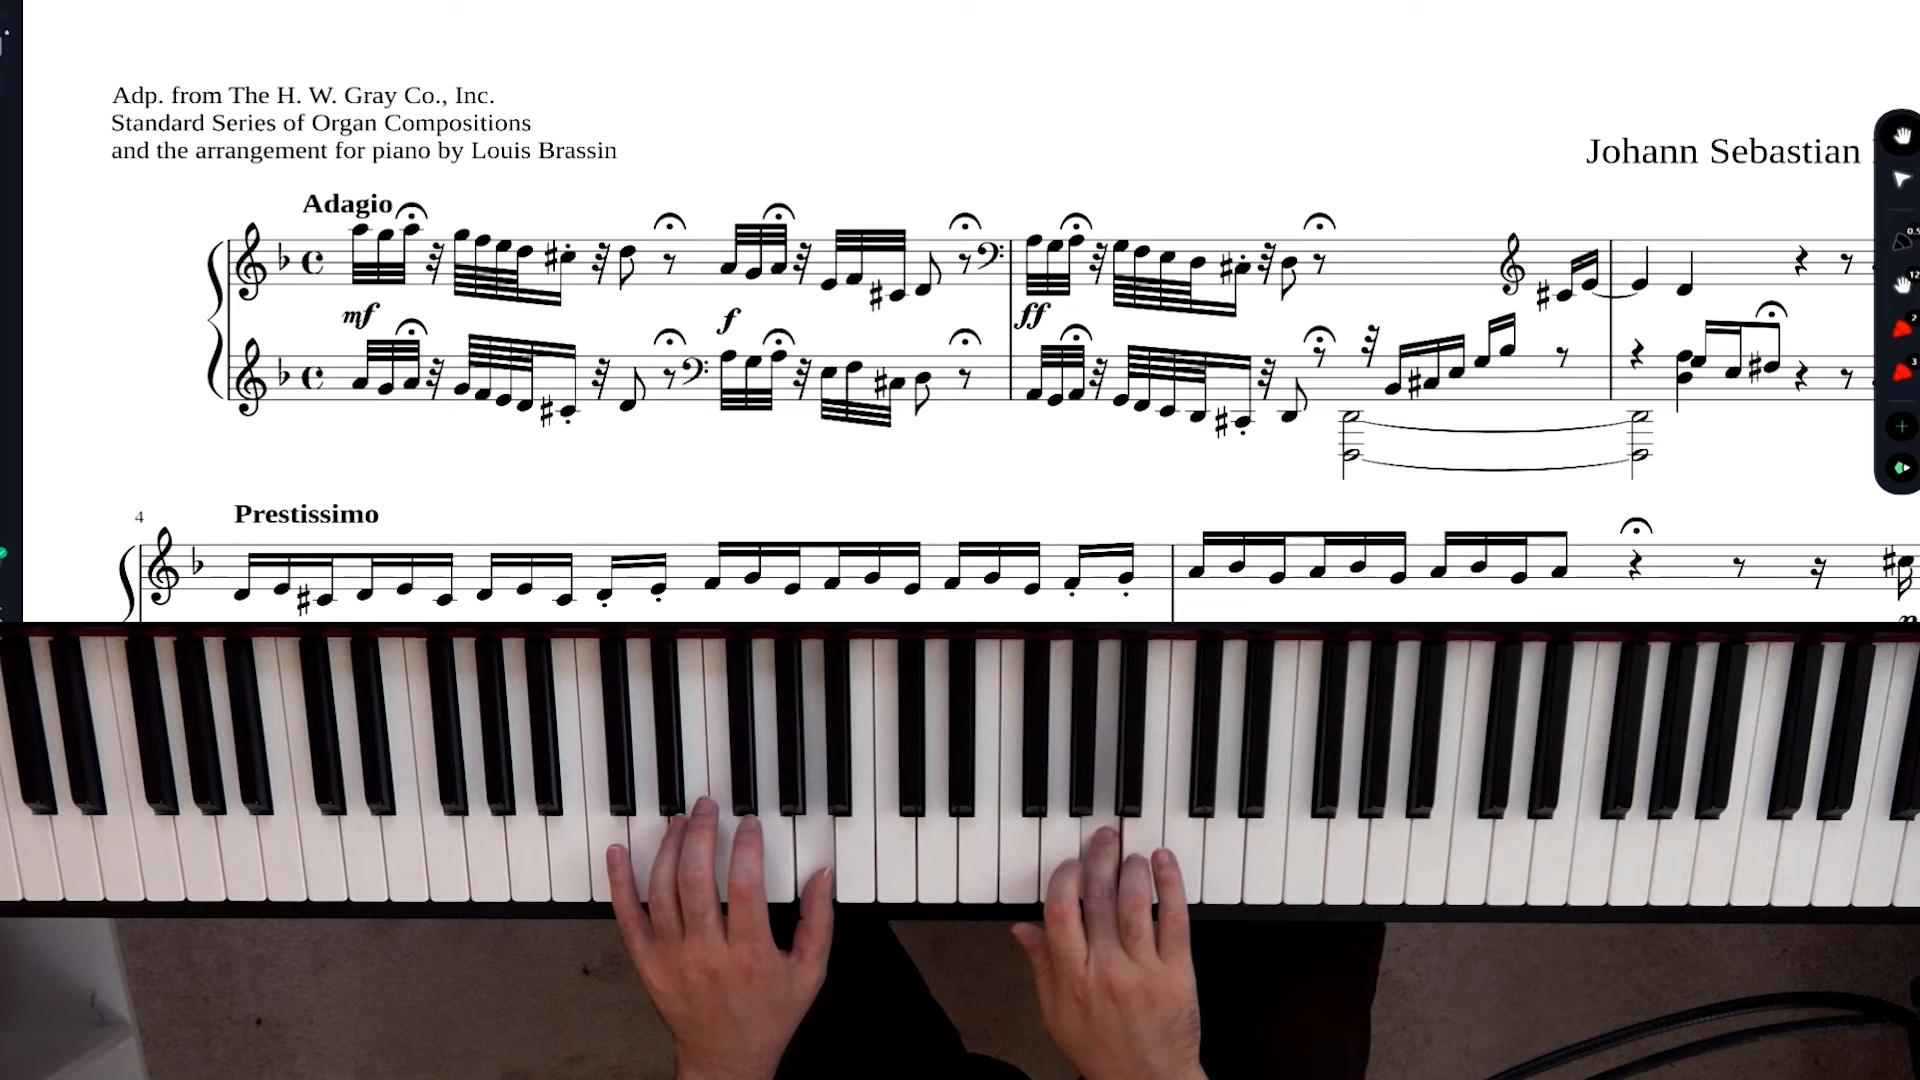 Adp. from The H. W. Gray Co., Inc.
Standard Series of Organ Compositions
and the arrangement for piano by Louis Brassin
Johann Sebastian
Adagio
mf
f
ff
4
Prestissimo